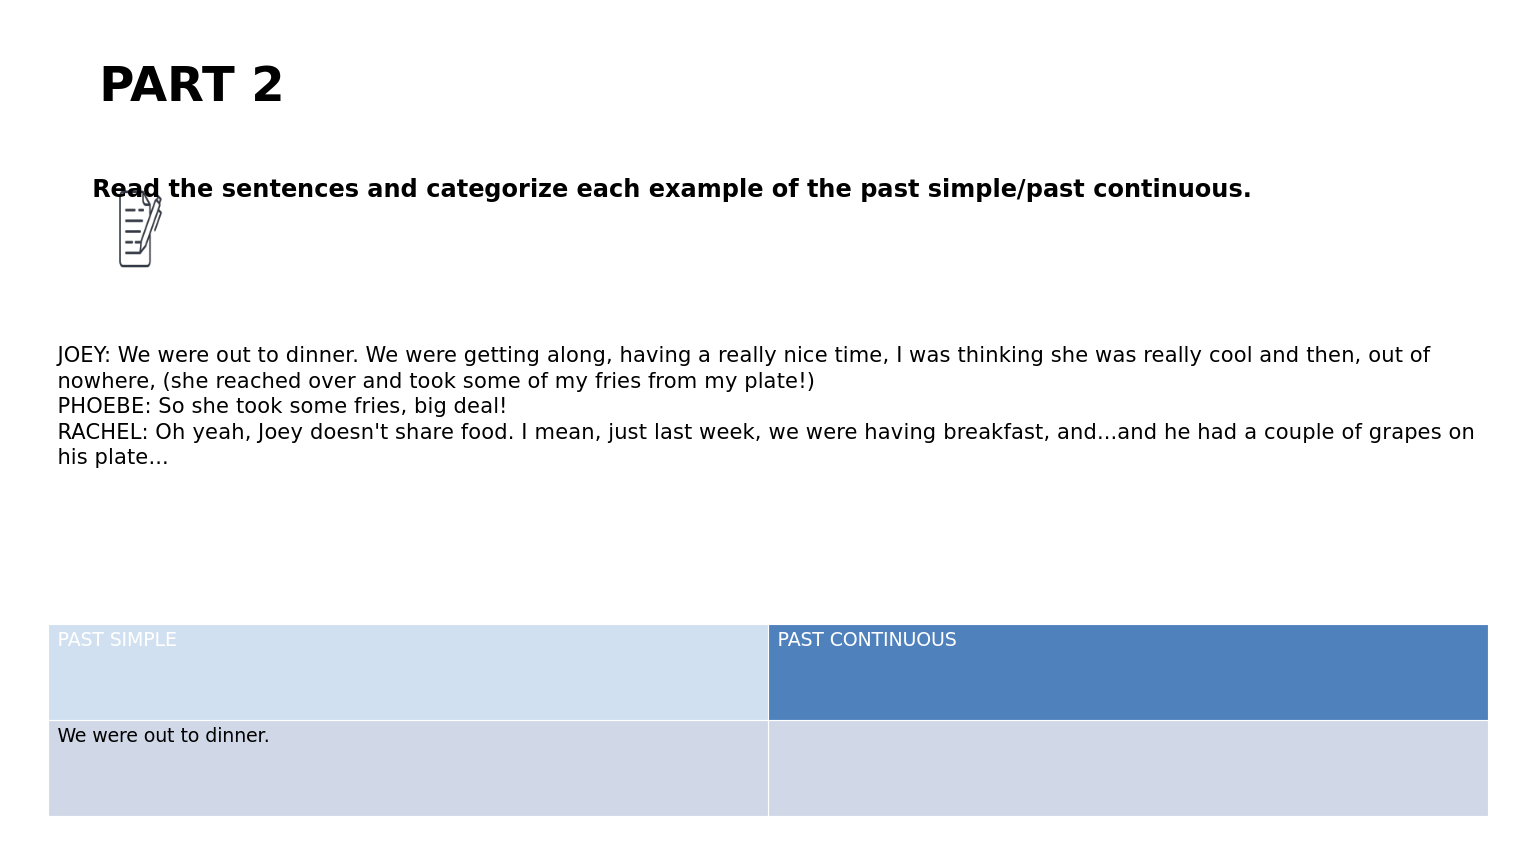 PART 2
Read the sentences and categorize each example of the past simple/past continuous.
JOEY: We were out to dinner. We were getting along, having a really nice time, I was thinking she was really cool and then, out of
nowhere, (she reached over and took some of my fries from my plate!)
PHOEBE: So she took some fries, big deal!
RACHEL: Oh yeah, Joey doesn't share food. I mean, just last week, we were having breakfast, and...and he had a couple of grapes on
his plate...
PAST SIMPLE
PAST CONTINUOUS
We were out to dinner.